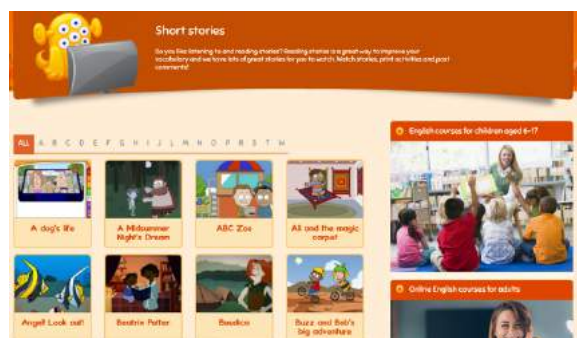 Short stories
Do you like listening to and reading stories? Reading stories is a great way to improve your
vocabulary and we have lots of great stories for you to watch. Watch stories, print activities and post
comments!
English courses for children aged 6-17
ALL A B C D E F G H I J L M N O P R S T W
A dog's life
A Midsummer
Night's Dream
ABC Zoo
Ali and the magic
carpet
Online English courses for adults
Angel! Look out!
Beatrix Potter
Boudica
Buzz and Bob's
big adventure